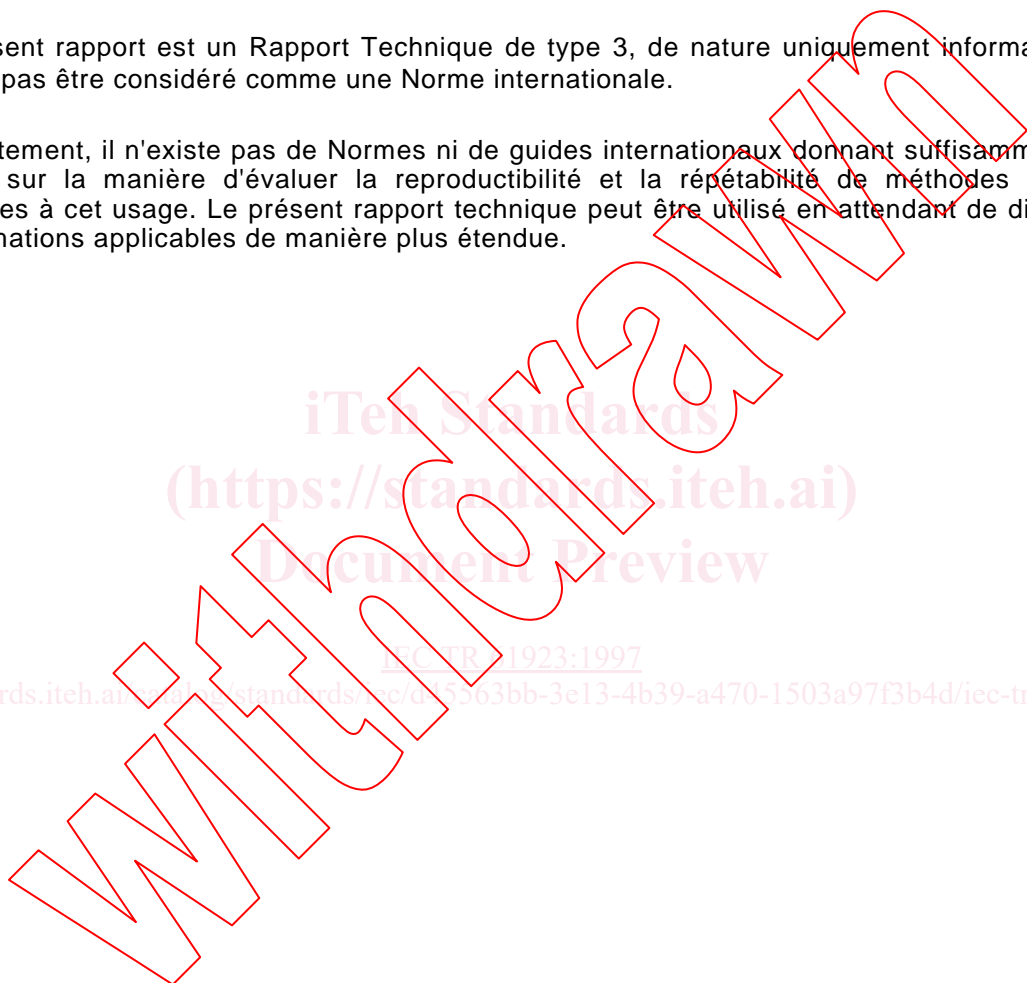 sent rapport est un Rapport Technique de type 3, de nature uniquement informa
pas être considéré comme une Norme internationale.
tement, il n'existe pas de Normes ni de guides internationaux donnant suffisamm
sur la manière d'évaluer la reproductibilité et la répétabilité de méthodes
es à cet usage. Le présent rapport technique peut être utilisé en attendant de di
nations applicables de manière plus étendue.
iTeh Standards
(https://standards.iteh.ai)
Document Preview
IEC TR 61923:1997
rds.iteh.ai/catalog/standards/iec/d45563bb-3e13-4b39-a470-1503a97f3b4d/iec-tr
withdrawn